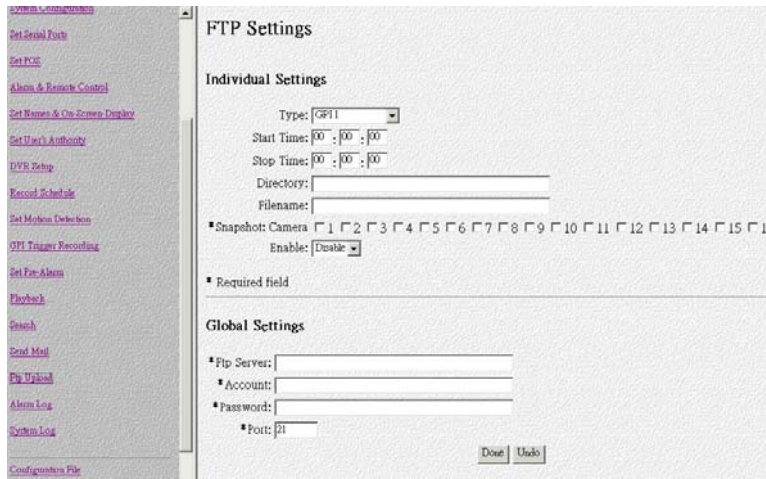 System Configuration
Set Serial Ports
Set POS
Alarm & Remote Control
Set Names & On-Screen-Display
Set User's Authority
DVR Setup
Record Schedule
Set Motion Detection
GPI Trigger Recording
Set Pre-Alarm
Playback
Search
Send Mail
Ftp Upload
Alarm Log
System Log
Configuration File
FTP Settings
Individual Settings
Type: GPI 1
Start Time: 00 : 00 : 00
Stop Time: 00 : 00 : 00
Directory:
Filename:
*Snapshot: Camera 1 2 3 4 5 6 7 8 9 10 11 12 13 14 15 1
Enable: Disable
* Required field
Global Settings
*Ftp Server:
*Account:
*Password:
*Port: 21
Done Undo